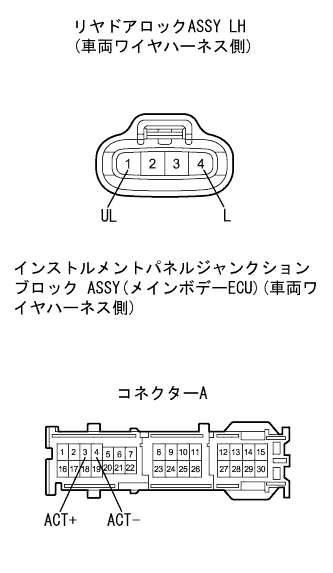 リヤドアロックASSY LH
(車両ワイヤハーネス側)
1 2 3 4
UL L
インストルメントパネルジャンクション
ブロック ASSY(メインボデーECU)(車両ワ
イヤハーネス側)
コネクターA
1 2 3 4 5 6 7 8 9 10 11 12 13 14 15
16 17 18 19 20 21 22 23 24 25 26 27 28 29 30
ACT+ ACT-